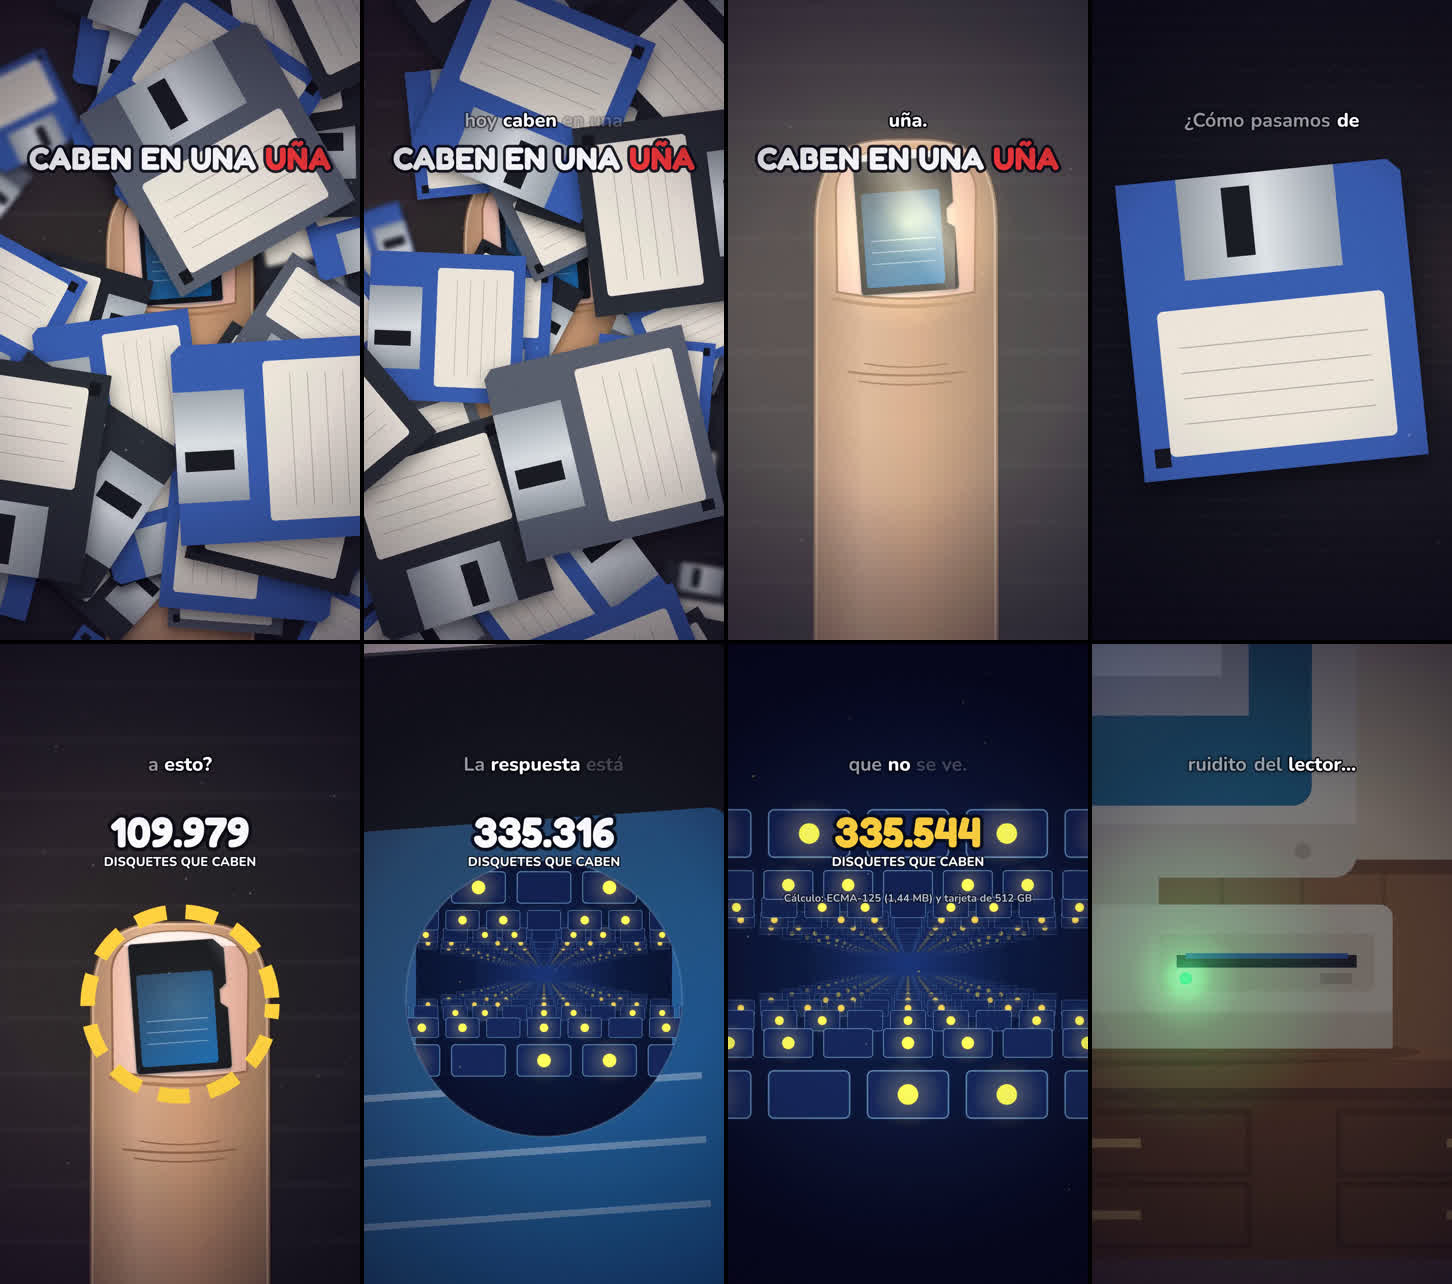 CABEN EN UNA UÑA
hoy caben en una
CABEN EN UNA UÑA
uña.
CABEN EN UNA UÑA
¿Cómo pasamos de
a esto?
109.979
DISQUETES QUE CABEN
La respuesta está
335.316
DISQUETES QUE CABEN
que no se ve.
335.544
DISQUETES QUE CABEN
Cálculo: ECMA-125 (1,44 MB) y tarjeta de 512 GB
ruidito del lector...